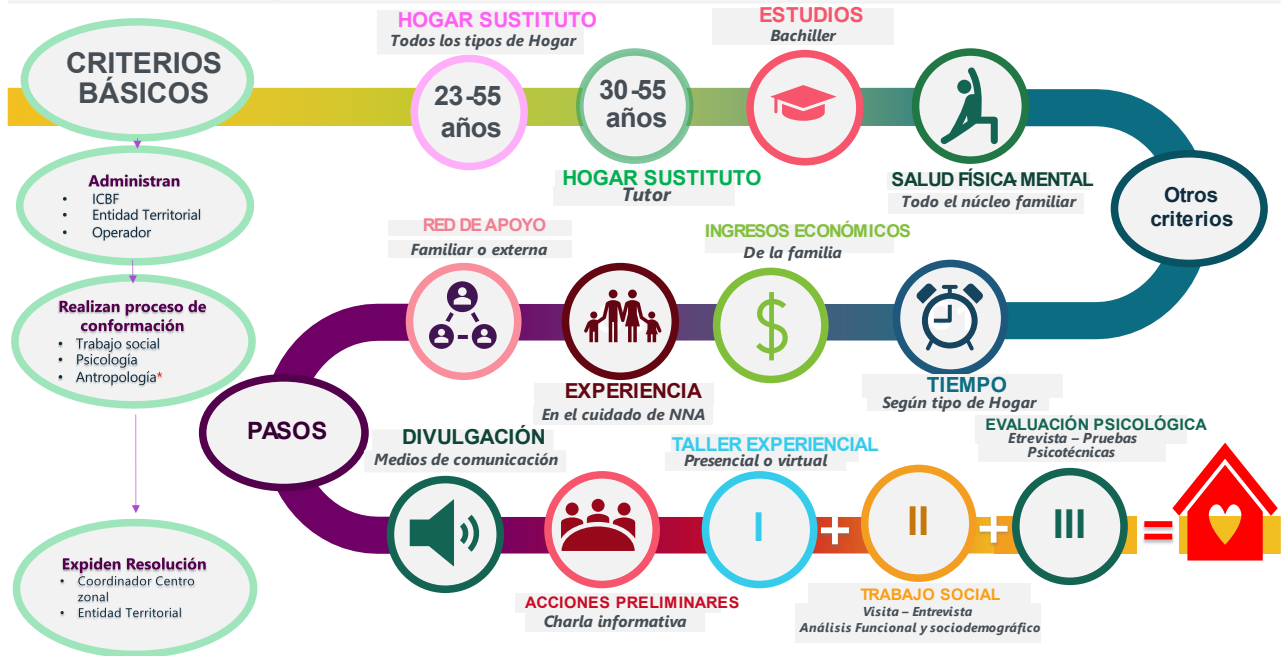 CRITERIOS
BÁSICOS
Administran
• ICBF
• Entidad Territorial
• Operador
Realizan proceso de
conformación
• Trabajo social
• Psicología
• Antropología*
Expiden Resolución
• Coordinador Centro
zonal
• Entidad Territorial
HOGAR SUSTITUTO
Todos los tipos de Hogar
23-55
años
30-55
años
HOGAR SUSTITUTO
Tutor
ESTUDIOS
Bachiller
SALUD FÍSICA-MENTAL
Todo el núcleo familiar
Otros
criterios
RED DE APOYO
Familiar o externa
EXPERIENCIA
En el cuidado de NNA
INGRESOS ECONÓMICOS
De la familia
$
TIEMPO
Según tipo de Hogar
PASOS
DIVULGACIÓN
Medios de comunicación
ACCIONES PRELIMINARES
Charla informativa
TALLER EXPERIENCIAL
Presencial o virtual
I
+
II
TRABAJO SOCIAL
Visita – Entrevista
Análisis Funcional y sociodemográfico
+
EVALUACIÓN PSICOLÓGICA
Etrevista – Pruebas
Psicotécnicas
III
=